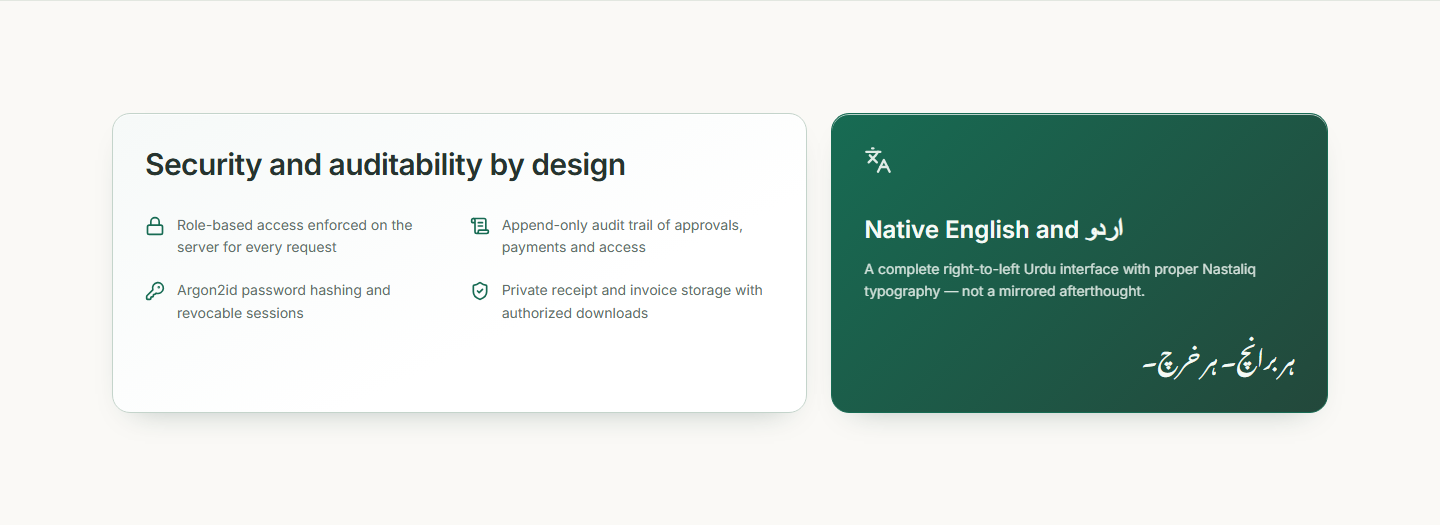 Security and auditability by design
Role-based access enforced on the
server for every request
Append-only audit trail of approvals,
payments and access
Argon2id password hashing and
revocable sessions
Private receipt and invoice storage with
authorized downloads
Native English and اردو
A complete right-to-left Urdu interface with proper Nastaliq
typography — not a mirrored afterthought.
ہر برانچ۔ ہر خرچ۔